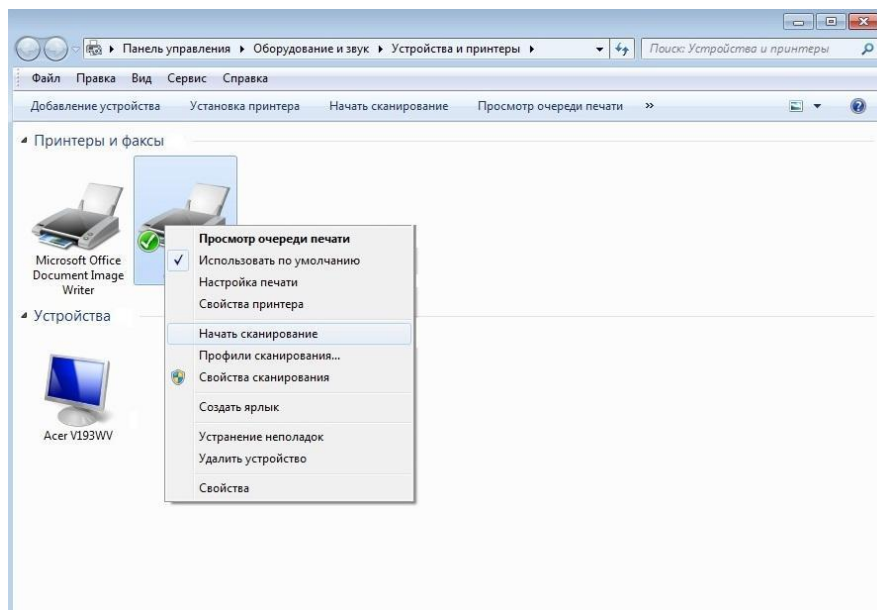 Панель управления ▸ Оборудование и звук ▸ Устройства и принтеры ▸
Поиск: Устройства и принтеры
Файл Правка Вид Сервис Справка
Добавление устройства Установка принтера Начать сканирование Просмотр очереди печати »
Принтеры и факсы
Microsoft Office
Document Image
Writer
Просмотр очереди печати
Использовать по умолчанию
Настройка печати
Свойства принтера
Начать сканирование
Профили сканирования...
Свойства сканирования
Создать ярлык
Устранение неполадок
Удалить устройство
Свойства
Устройства
Acer V193WV